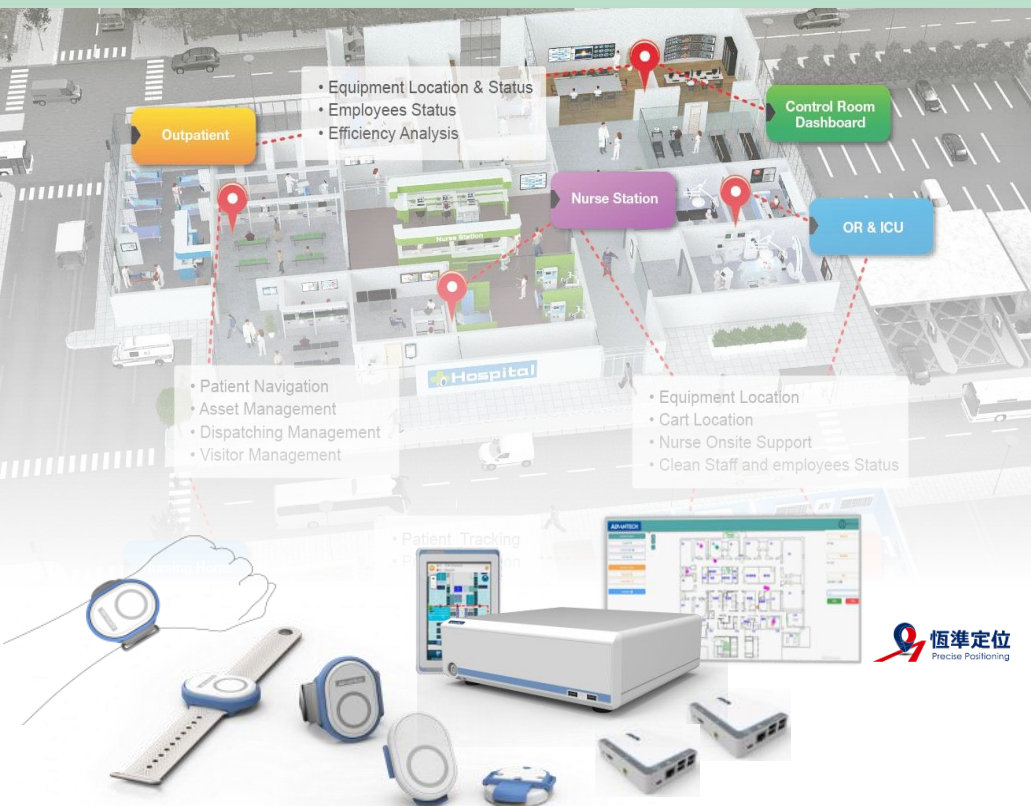 • Equipment Location & Status
• Employees Status
• Efficiency Analysis
Outpatient
Control Room
Dashboard
Nurse Station
OR & ICU
Nurse Station
Hospital
• Patient Navigation
• Asset Management
• Dispatching Management
• Visitor Management
• Equipment Location
• Cart Location
• Nurse Onsite Support
• Clean Staff and employees Status
• Patient Tracking
ADVANTECH
恆準定位
Precise Positioning